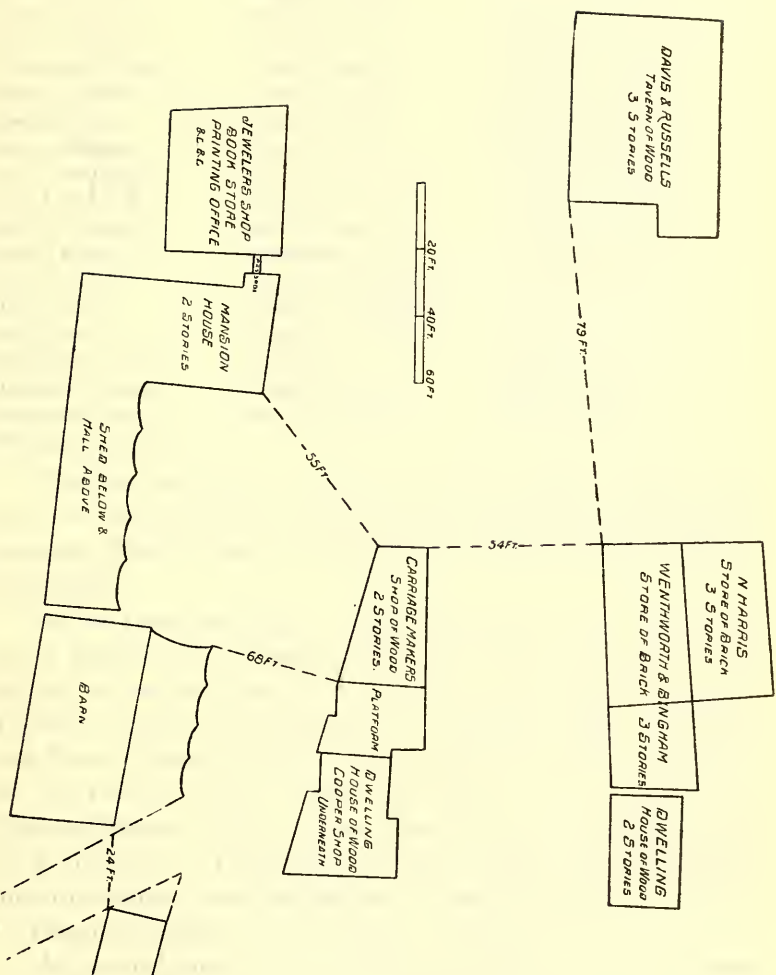 DAVIS & RUSSELLS
TAVERN OF WOOD
3 STORIES
JEWELERS SHOP
BOOK STORE
PRINTING OFFICE
&C. &C.
20 FT.
40 FT.
60 FT
79 FT.
MANSION
HOUSE
2 STORIES
SHED BELOW &
HALL ABOVE
55 FT.
54 FT.
N HARRIS
STORE OF BRICK
3 STORIES
WENTHWORTH & BINGHAM
STORE OF BRICK 3 STORIES
CARRIAGE MAKERS
SHOP OF WOOD
2 STORIES.
68 FT
PLATFORM
BARN
DWELLING
HOUSE OF WOOD
COOPER SHOP
UNDERNEATH
DWELLING
HOUSE OF WOOD
2 STORIES
24 FT.